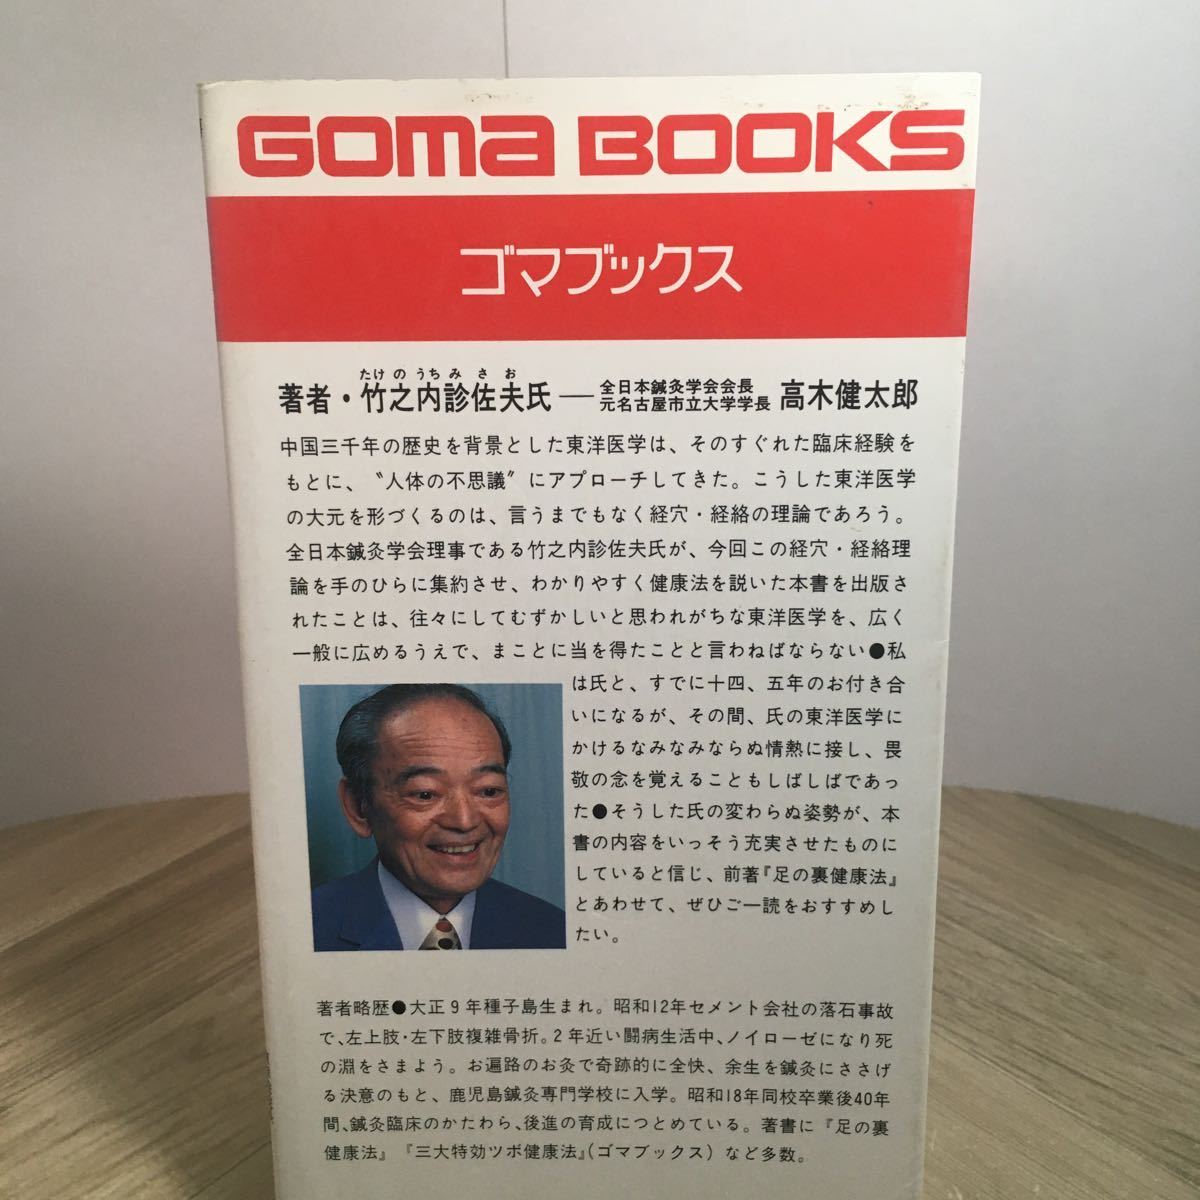 GOMA BOOKS
ゴマブックス
たけのうちみさお
著者・竹之内診佐夫氏──全日本鍼灸学会会長
元名古屋市立大学学長 高木健太郎
中国三千年の歴史を背景とした東洋医学は、そのすぐれた臨床経験を
もとに、〝人体の不思議〟にアプローチしてきた。こうした東洋医学
の大元を形づくるのは、言うまでもなく経穴・経絡の理論であろう。
全日本鍼灸学会理事である竹之内診佐夫氏が、今回この経穴・経絡理
論を手のひらに集約させ、わかりやすく健康法を説いた本書を出版さ
れたことは、往々にしてむずかしいと思われがちな東洋医学を、広く
一般に広めるうえで、まことに当を得たことと言わねばならない●私
は氏と、すでに十四、五年のお付き合
いになるが、その間、氏の東洋医学に
かけるなみなみならぬ情熱に接し、畏
敬の念を覚えることもしばしばであっ
た●そうした氏の変わらぬ姿勢が、本
書の内容をいっそう充実させたものに
していると信じ、前著『足の裏健康法』
とあわせて、ぜひご一読をおすすめし
たい。
著者略歴●大正9年種子島生まれ。昭和12年セメント会社の落石事故
で、左上肢・左下肢複雑骨折。2年近い闘病生活中、ノイローゼになり死
の淵をさまよう。お遍路のお灸で奇跡的に全快、余生を鍼灸にささげ
る決意のもと、鹿児島鍼灸専門学校に入学。昭和18年同校卒業後40年
間、鍼灸臨床のかたわら、後進の育成につとめている。著書に『足の裏
健康法』『三大特効ツボ健康法』(ゴマブックス)など多数。